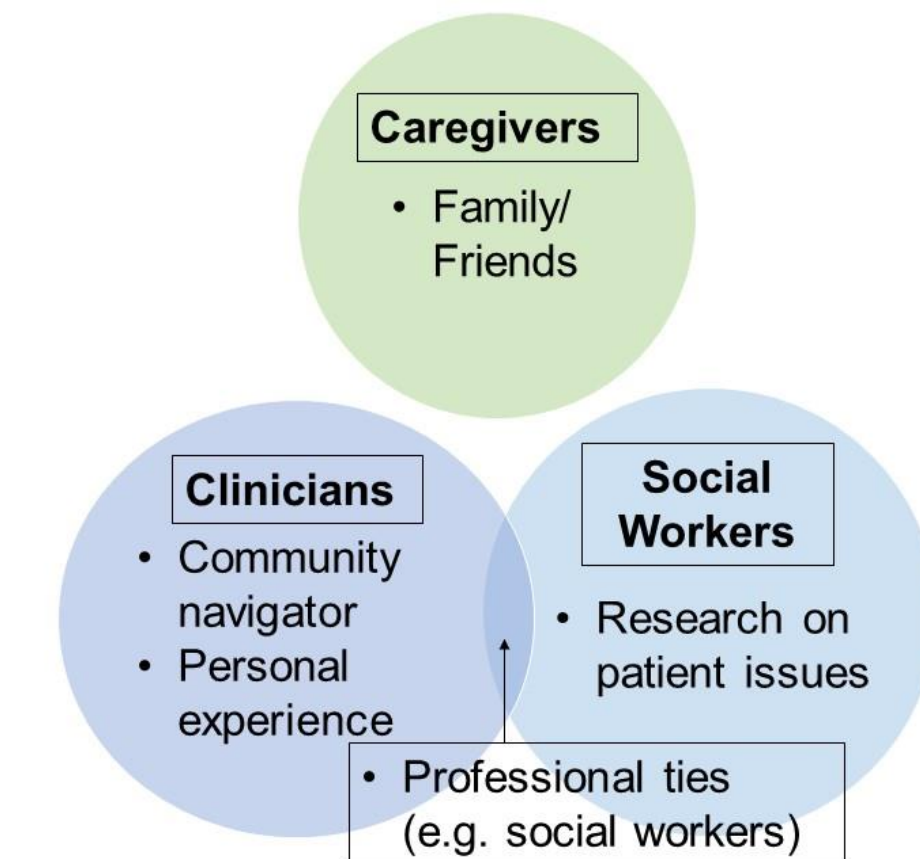 Caregivers
• Family/
Friends
Clinicians
• Community
navigator
• Personal
experience
Social
Workers
• Research on
patient issues
• Professional ties
(e.g. social workers)